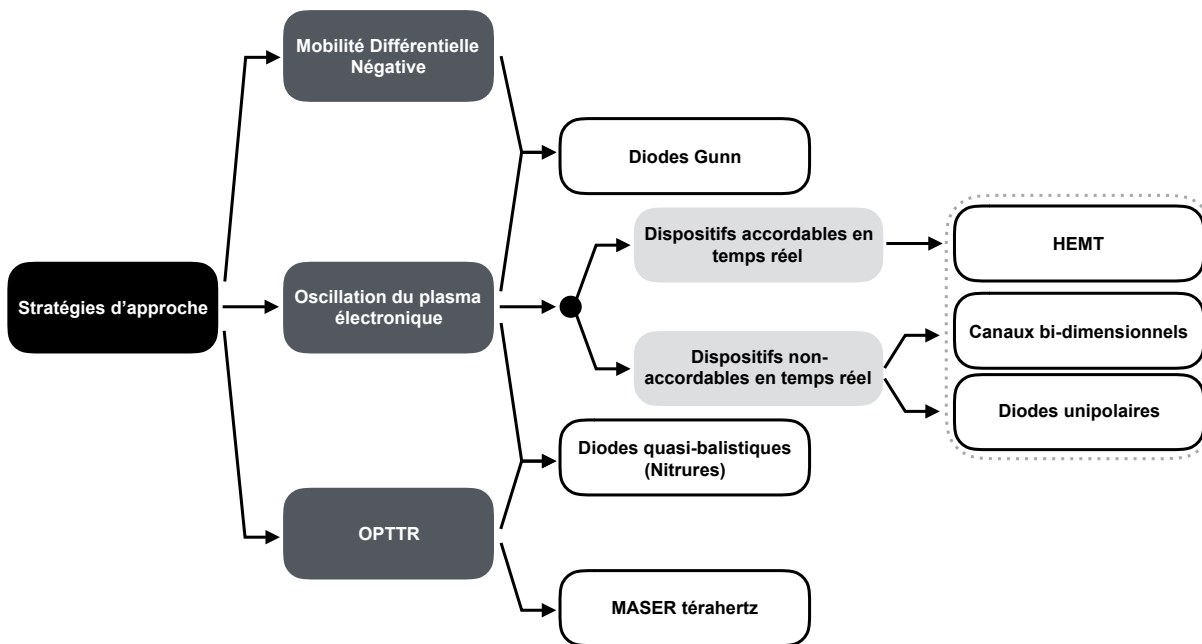 Mobilité Différentielle
Négative
Diodes Gunn
Dispositifs accordables en
temps réel
HEMT
Stratégies d’approche
Oscillation du plasma
électronique
Canaux bi-dimensionnels
Dispositifs non-
accordables en temps réel
Diodes unipolaires
Diodes quasi-balistiques
(Nitrures)
OPTTR
MASER térahertz